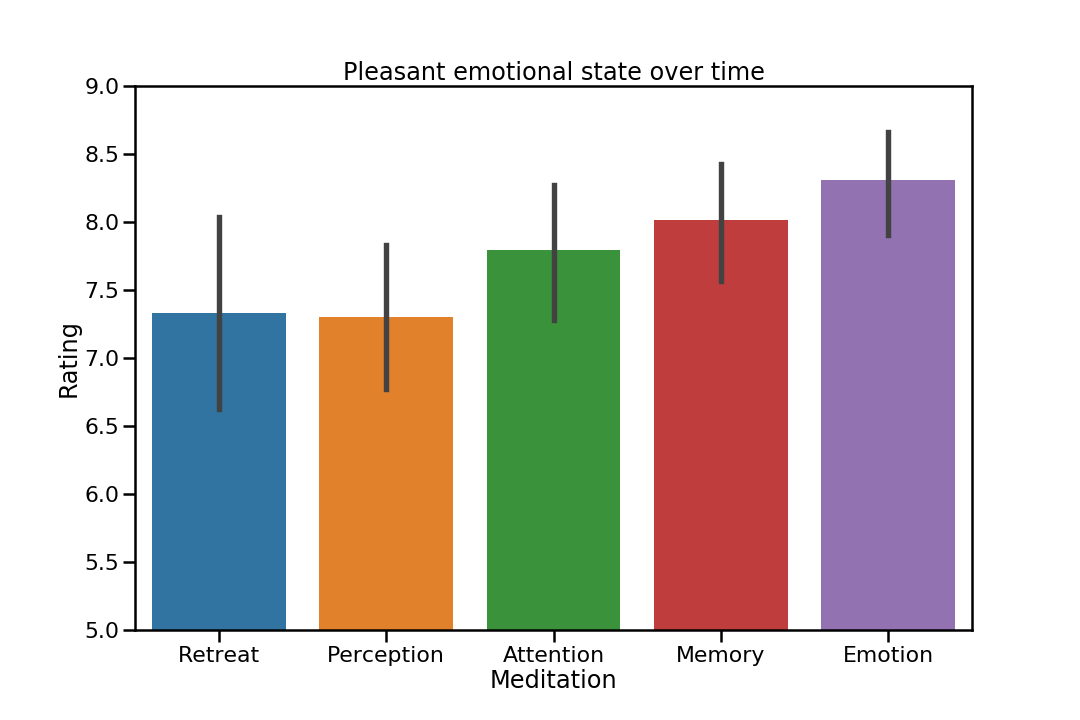 Pleasant emotional state over time
9.0
8.5
8.0
7.5
7.0
6.5
6.0
5.5
5.0
Rating
Retreat Perception Attention Memory Emotion
Meditation